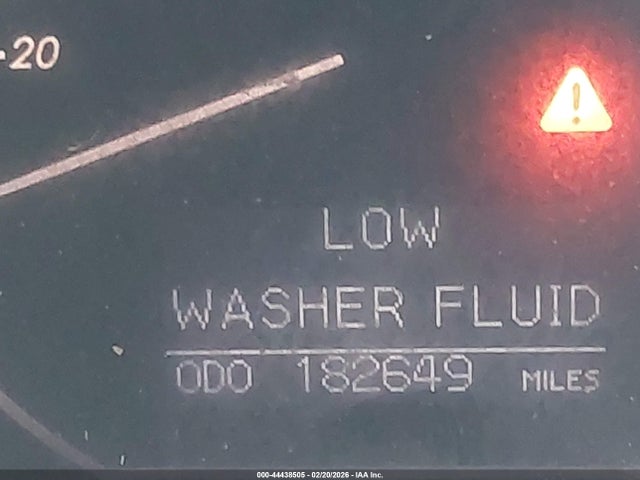 -20
LOW
WASHER FLUID
ODO 182649 MILES
000-44438505 - 02/20/2026 - IAA Inc.